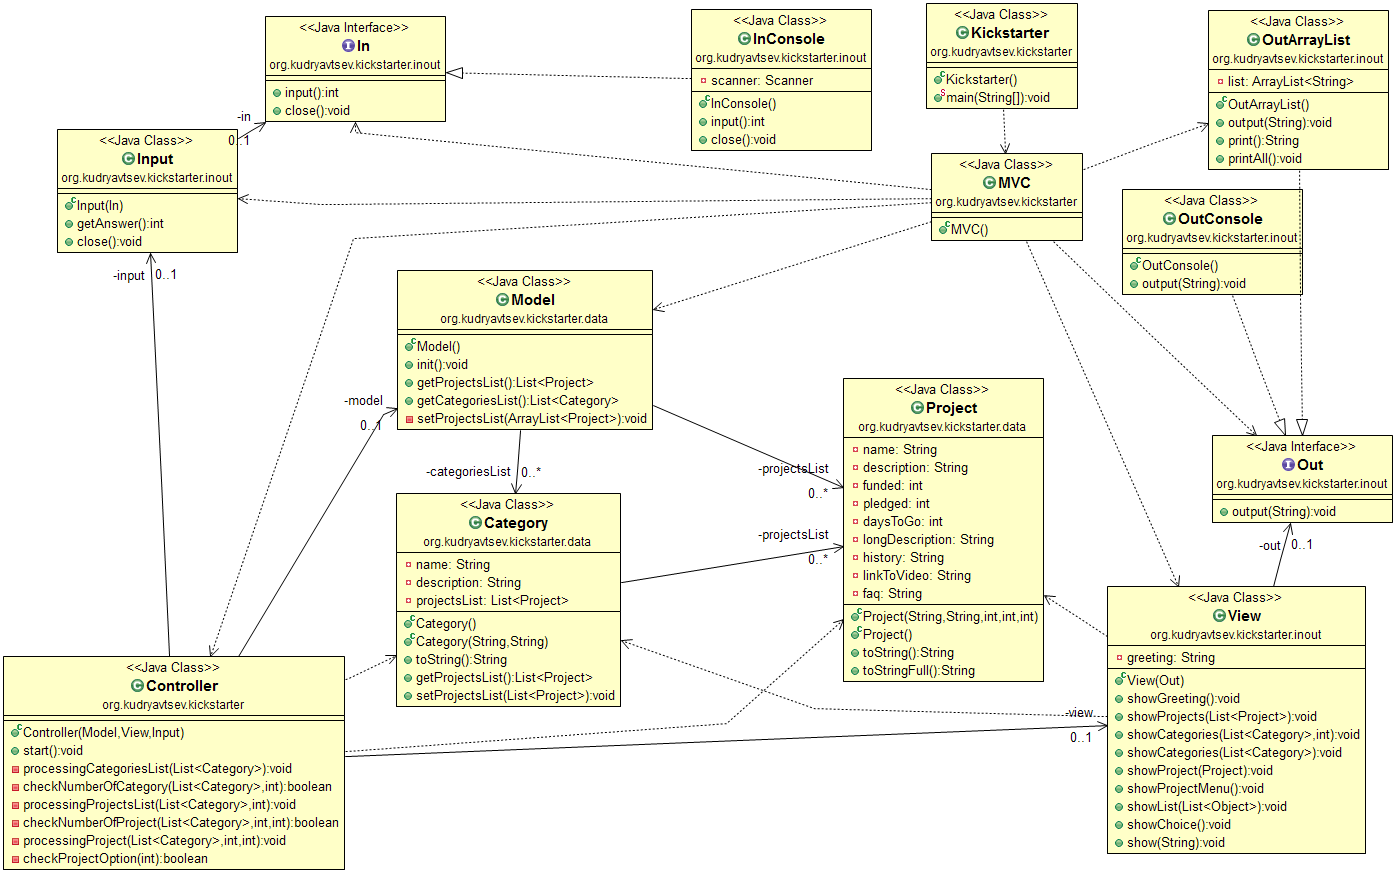 <<Java Interface>>
In
org.kudryavtsev.kickstarter.inout
input():int
close():void
<<Java Class>>
InConsole
org.kudryavtsev.kickstarter.inout
scanner: Scanner
InConsole()
input():int
close():void
<<Java Class>>
Kickstarter
org.kudryavtsev.kickstarter
Kickstarter()
main(String[]):void
<<Java Class>>
OutArrayList
org.kudryavtsev.kickstarter.inout
list: ArrayList<String>
OutArrayList()
output(String):void
print():String
printAll():void
-in
0..1
<<Java Class>>
Input
org.kudryavtsev.kickstarter.inout
Input(In)
getAnswer():int
close():void
<<Java Class>>
MVC
org.kudryavtsev.kickstarter
MVC()
<<Java Class>>
OutConsole
org.kudryavtsev.kickstarter.inout
OutConsole()
output(String):void
-input
0..1
<<Java Class>>
Model
org.kudryavtsev.kickstarter.data
Model()
init():void
getProjectsList():List<Project>
getCategoriesList():List<Category>
setProjectsList(ArrayList<Project>):void
-model
0..1
-categoriesList
0..*
-projectsList
0..*
<<Java Class>>
Project
org.kudryavtsev.kickstarter.data
name: String
description: String
funded: int
pledged: int
daysToGo: int
longDescription: String
history: String
linkToVideo: String
faq: String
Project(String,String,int,int,int)
Project()
toString():String
toStringFull():String
<<Java Interface>>
Out
org.kudryavtsev.kickstarter.inout
output(String):void
<<Java Class>>
Category
org.kudryavtsev.kickstarter.data
name: String
description: String
projectsList: List<Project>
Category()
Category(String,String)
toString():String
getProjectsList():List<Project>
setProjectsList(List<Project>):void
-projectsList
0..*
-out
0..1
<<Java Class>>
View
org.kudryavtsev.kickstarter.inout
greeting: String
View(Out)
showGreeting():void
showProjects(List<Project>):void
showCategories(List<Category>,int):void
showCategories(List<Category>):void
showProject(Project):void
showProjectMenu():void
showList(List<Object>):void
showChoice():void
show(String):void
-view
0..1
<<Java Class>>
Controller
org.kudryavtsev.kickstarter
Controller(Model,View,Input)
start():void
processingCategoriesList(List<Category>):void
checkNumberOfCategory(List<Category>,int):boolean
processingProjectsList(List<Category>,int):void
checkNumberOfProject(List<Category>,int,int):boolean
processingProject(List<Category>,int,int):void
checkProjectOption(int):boolean